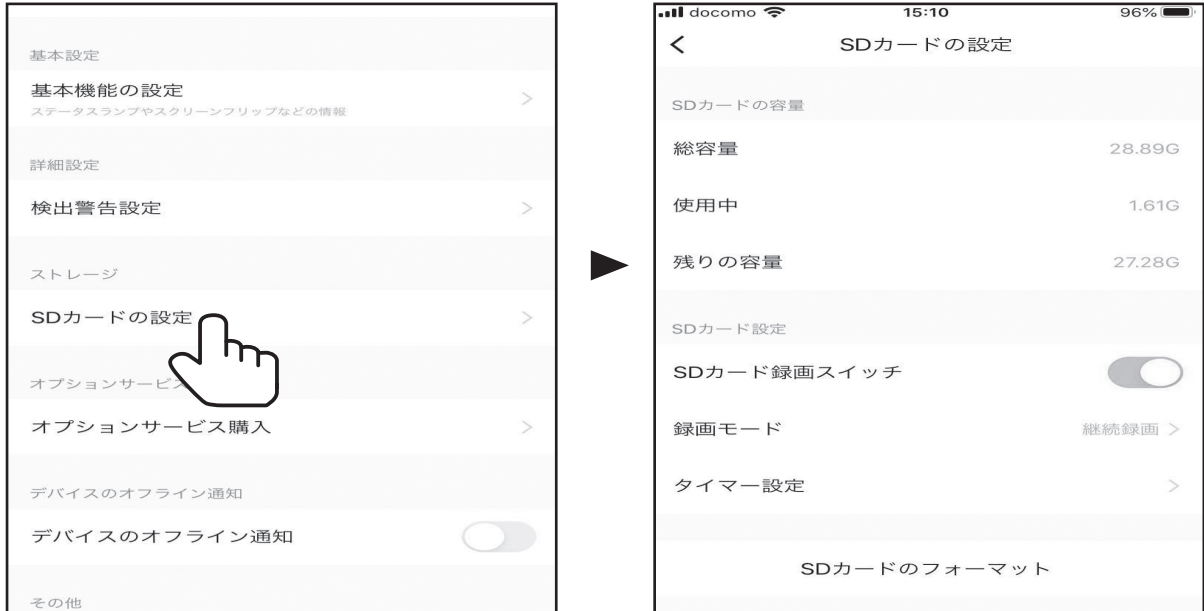 基本設定
基本機能の設定
ステータスランプやスクリーンフリップなどの情報
詳細設定
検出警告設定
ストレージ
SDカードの設定
オプションサービス
オプションサービス購入
デバイスのオフライン通知
デバイスのオフライン通知
その他
docomo 15:10 96%
SDカードの設定
SDカードの容量
総容量 28.89G
使用中 1.61G
残りの容量 27.28G
SDカード設定
SDカード録画スイッチ
録画モード 継続録画
タイマー設定
SDカードのフォーマット